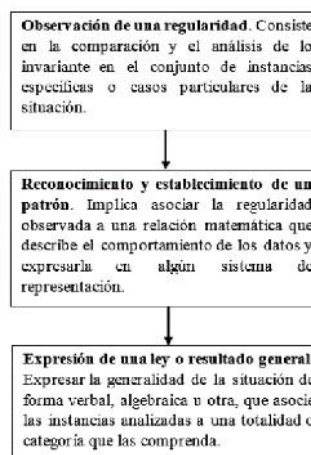 Observación de una regularidad. Consiste
en la comparación y el análisis de lo
invariante en el conjunto de instancias
específicas o casos particulares de la
situación.
Reconocimiento y establecimiento de un
patrón. Implica asociar la regularidad
observada a una relación matemática que
describe el comportamiento de los datos y
expresarla en algún sistema de
representación.
Expresión de una ley o resultado general
Expresar la generalidad de la situación de
forma verbal, algebraica u otra, que asocie
las instancias analizadas a una totalidad o
categoría que las comprenda.